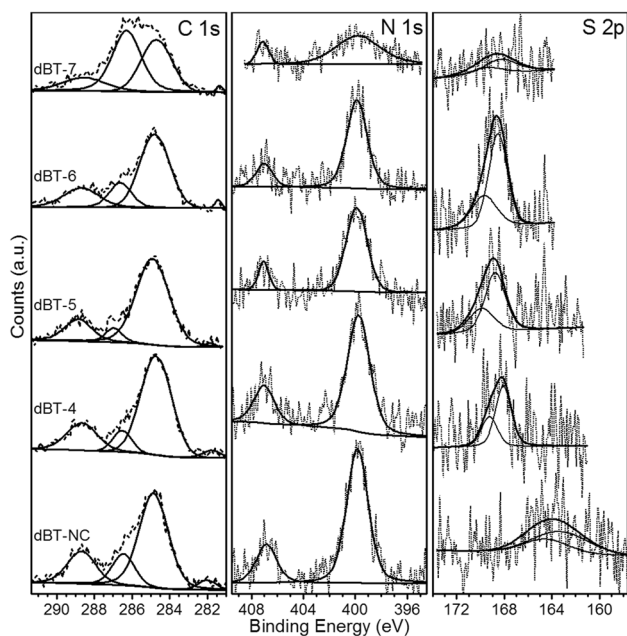 C 1s
N 1s
S 2p
dBT-7
dBT-6
dBT-5
dBT-4
dBT-NC
Counts (a.u.)
290 288 286 284 282
408 404 400 396
172 168 164 160
Binding Energy (eV)